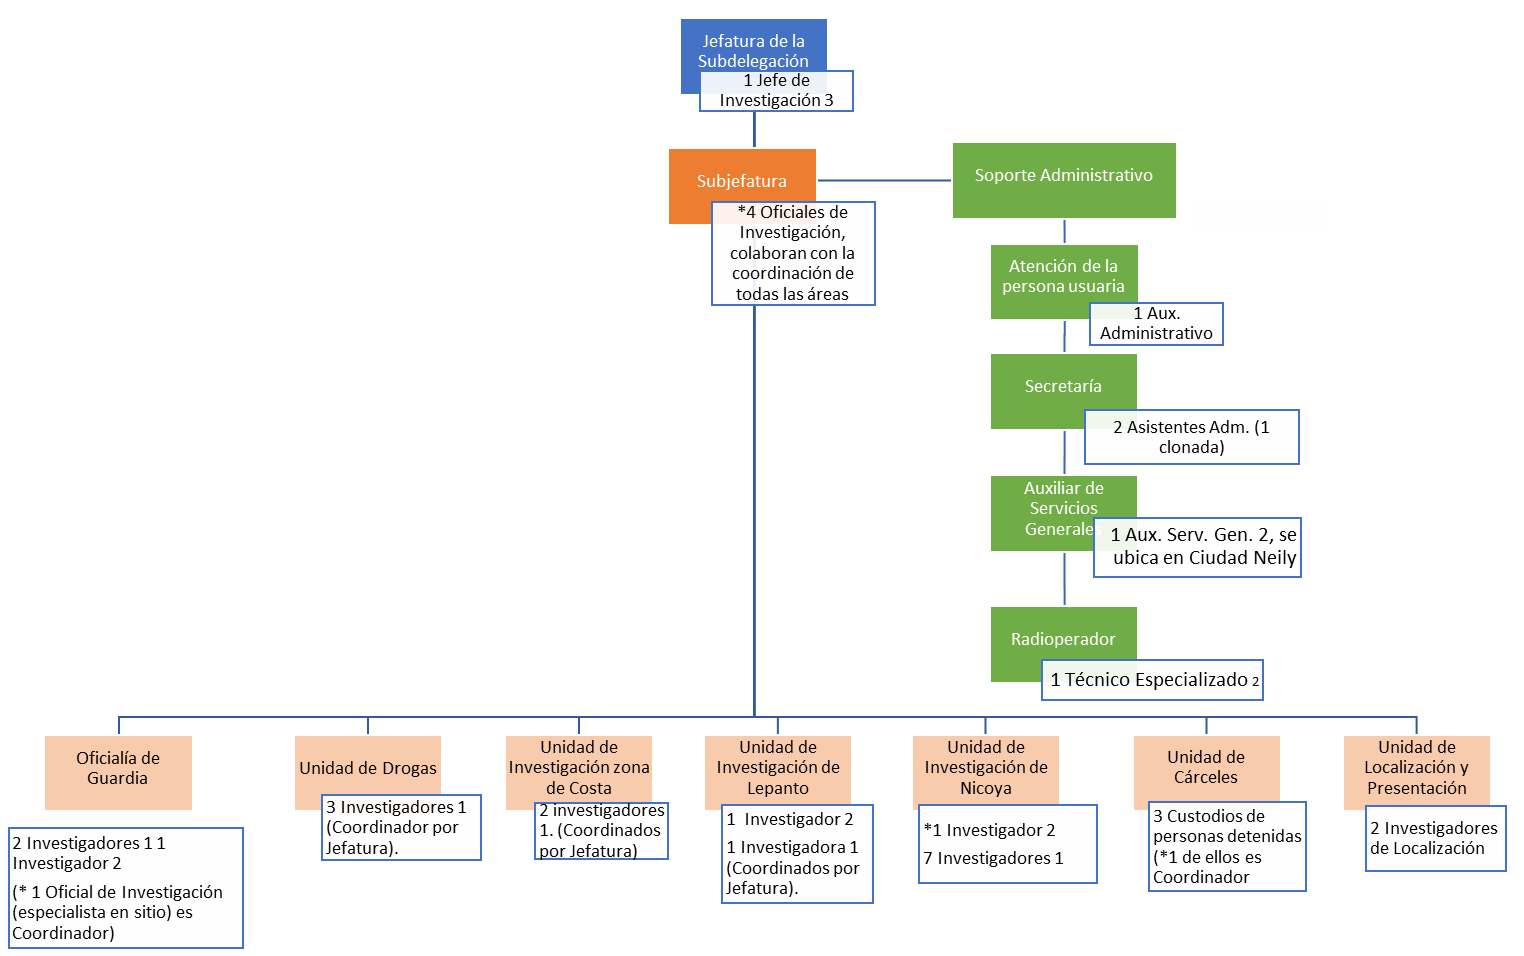 Jefatura de la
Subdelegación
1 Jefe de
Investigación 3
Subjefatura
*4 Oficiales de
Investigación,
colaboran con la
coordinación de
todas las áreas
Soporte Administrativo
Atención de la
persona usuaria
1 Aux.
Administrativo
Secretaría
2 Asistentes Adm. (1
clonada)
Auxiliar de
Servicios
Generales
1 Aux. Serv. Gen. 2, se
ubica en Ciudad Neily
Radioperador
1 Técnico Especializado 2
Oficialía de
Guardia
2 Investigadores 1 1
Investigador 2
(* 1 Oficial de Investigación
(especialista en sitio) es
Coordinador)
Unidad de Drogas
3 Investigadores 1
(Coordinador por
Jefatura).
Unidad de
Investigación zona
de Costa
2 investigadores
1. (Coordinados
por Jefatura)
Unidad de
Investigación de
Lepanto
1 Investigador 2
1 Investigadora 1
(Coordinados por
Jefatura).
Unidad de
Investigación de
Nicoya
*1 Investigador 2
7 Investigadores 1
Unidad de
Cárceles
3 Custodios de
personas detenidas
(*1 de ellos es
Coordinador
Unidad de
Localización y
Presentación
2 Investigadores
de Localización